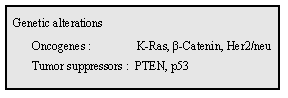 Genetic alterations
Oncogenes : K-Ras, β-Catenin, Her2/neu
Tumor suppressors : PTEN, p53